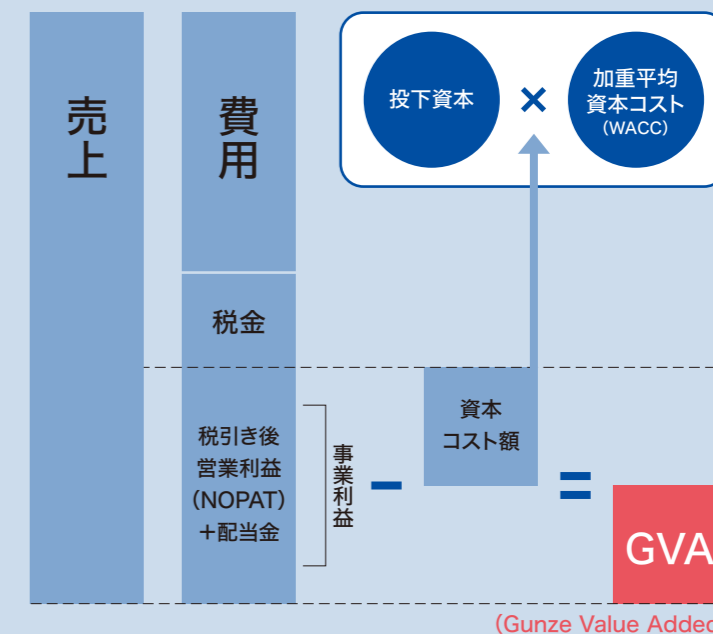 売上
費用
税金
税引き後
営業利益
(NOPAT)
+配当金
事業利益
−
資本
コスト額
=
投下資本
×
加重平均
資本コスト
(WACC)
GVA
(Gunze Value Added